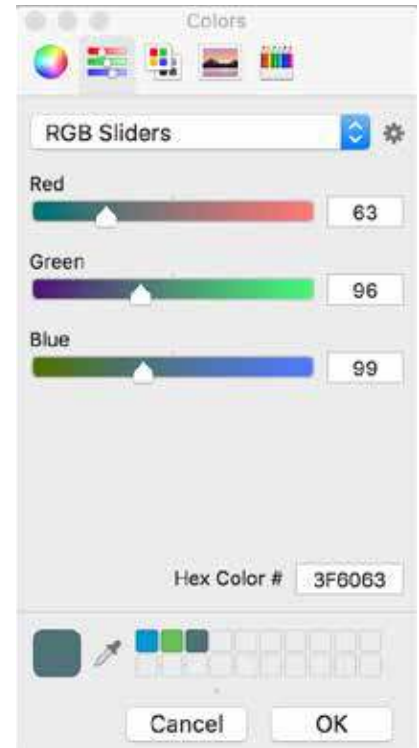 Colors
RGB Sliders
Red
63
Green
96
Blue
99
Hex Color # 3F6063
Cancel OK